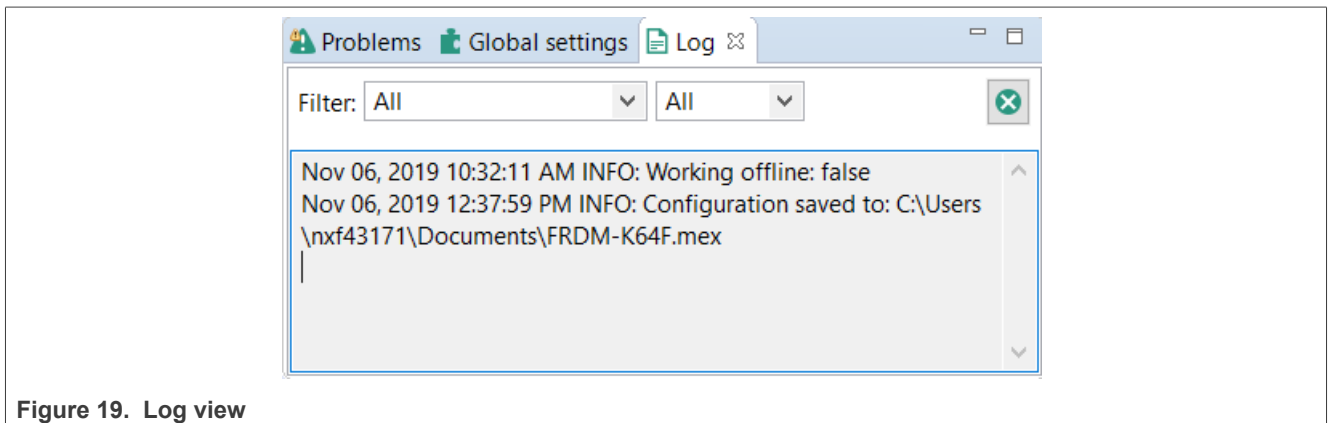 Problems Global settings Log
Filter: All All
Nov 06, 2019 10:32:11 AM INFO: Working offline: false
Nov 06, 2019 12:37:59 PM INFO: Configuration saved to: C:\Users
\nxf43171\Documents\FRDM-K64F.mex
Figure 19. Log view